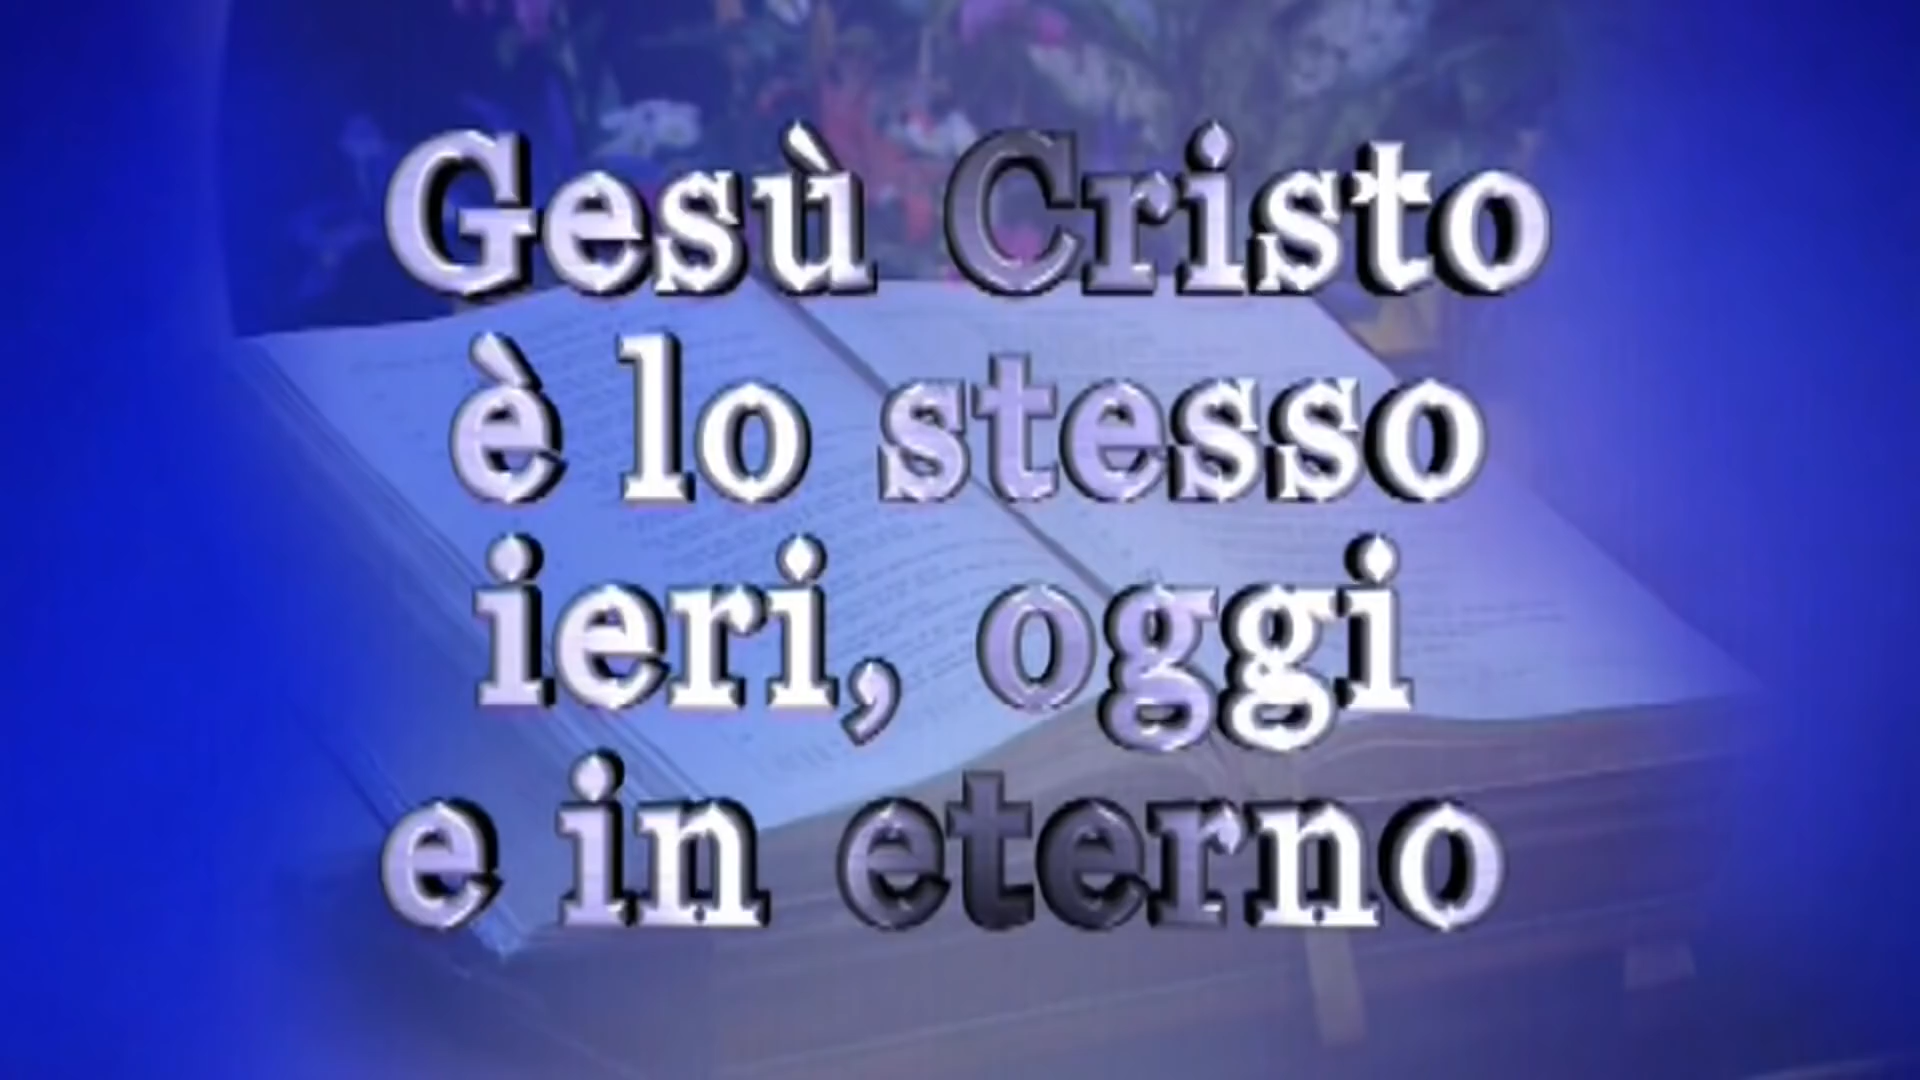 Gesù Cristo
è lo stesso
ieri, oggi
e in eterno